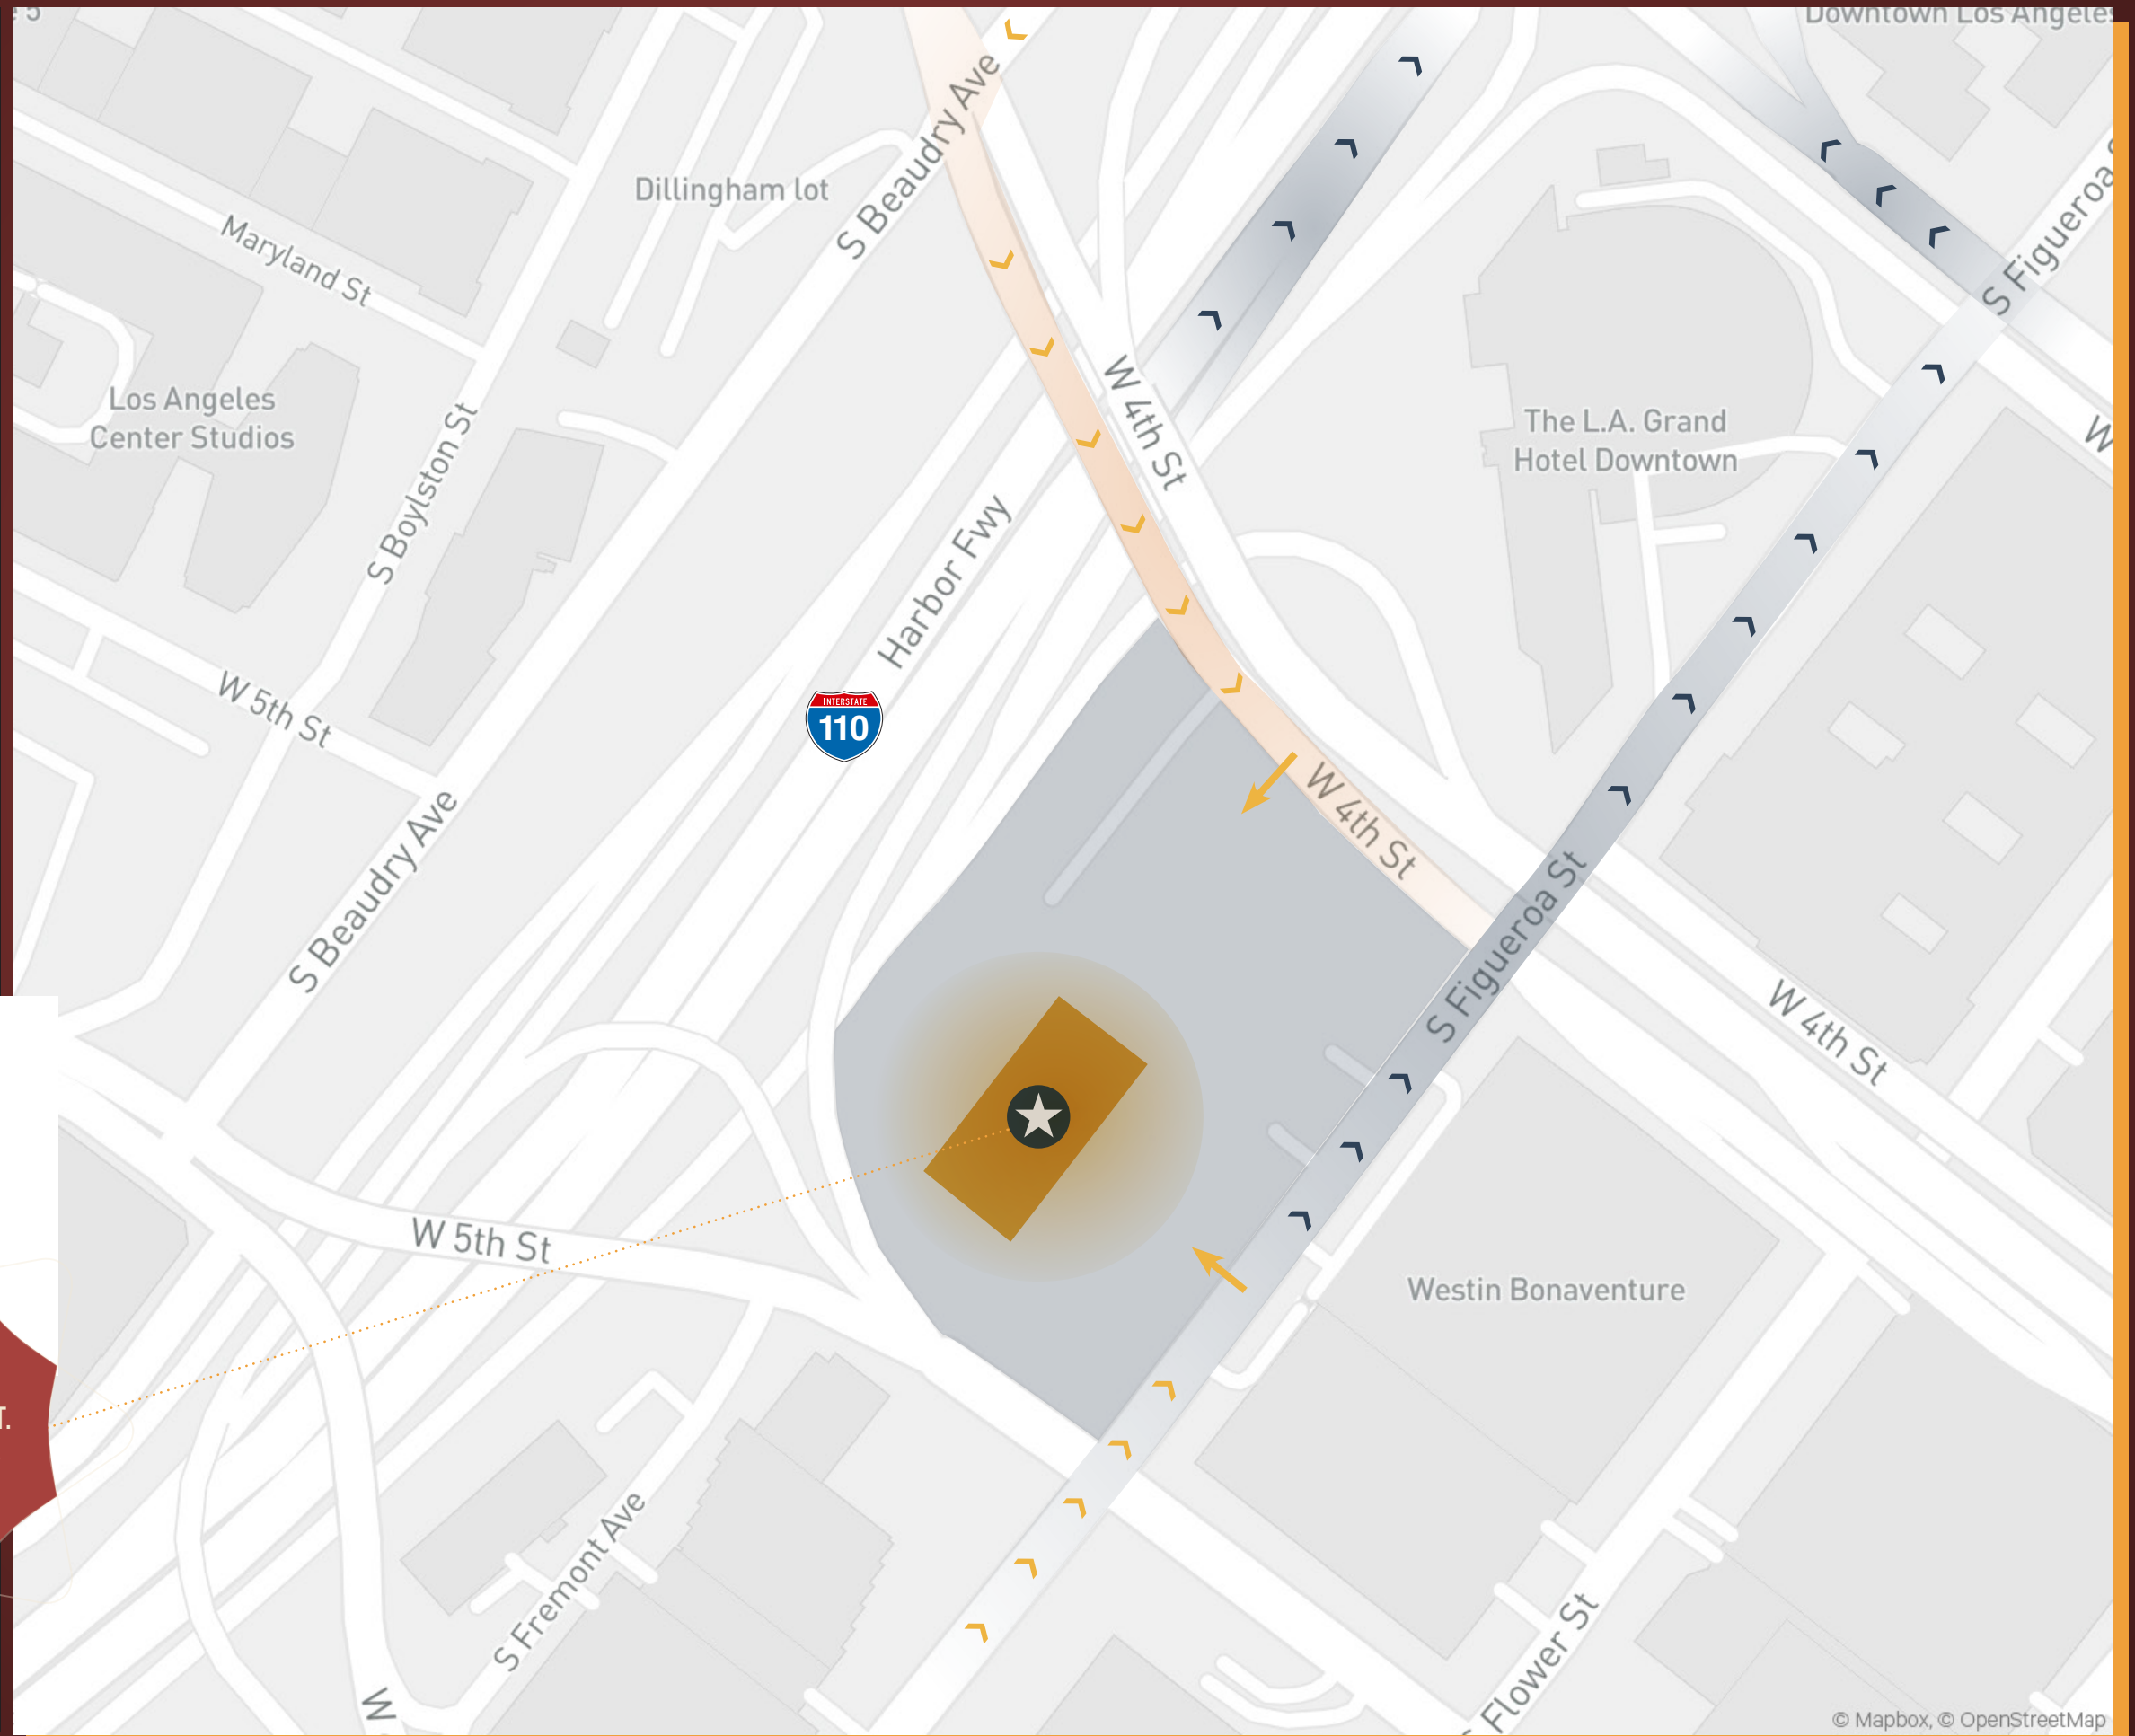 Downtown Los Angeles
S Beaudry Ave
Dillingham lot
Maryland St
S Figueroa
W 4th St
Los Angeles
Center Studios
The L.A. Grand
Hotel Downtown
W
S Boylston St
Harbor Fwy
W 5th St
INTERSTATE
110
W 4th St
S Beaudry Ave
S Figueroa St
W 4th St
W 5th St
Westin Bonaventure
T.
S Fremont Ave
S Flower St
W
© Mapbox, © OpenStreetMap